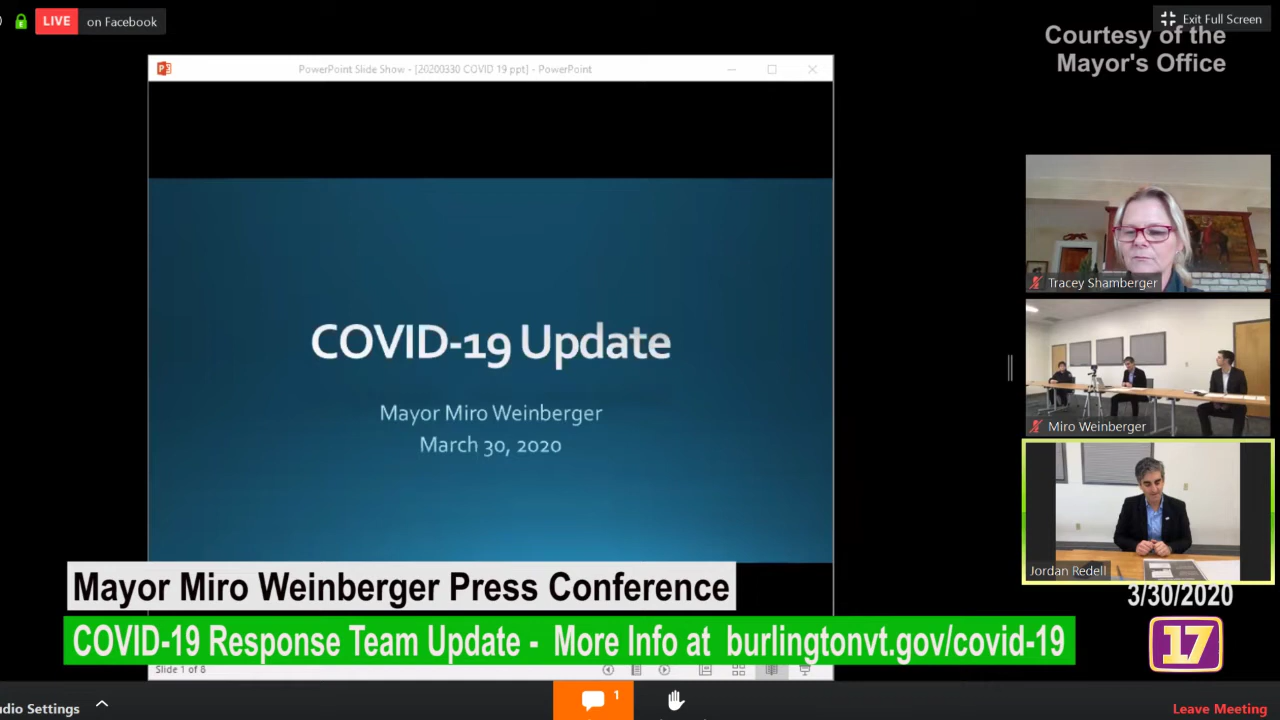 LIVE on Facebook
Exit Full Screen
Courtesy of the
Mayor's Office
PowerPoint Slide Show - [20200330 COVID 19 ppt] - PowerPoint
COVID-19 Update
Mayor Miro Weinberger
March 30, 2020
Tracey Shamberger
Miro Weinberger
Jordan Redell
Mayor Miro Weinberger Press Conference
3/30/2020
COVID-19 Response Team Update - More Info at burlingtonvt.gov/covid-19
17
Slide 1 of 8
1
udio Settings
Leave Meeting